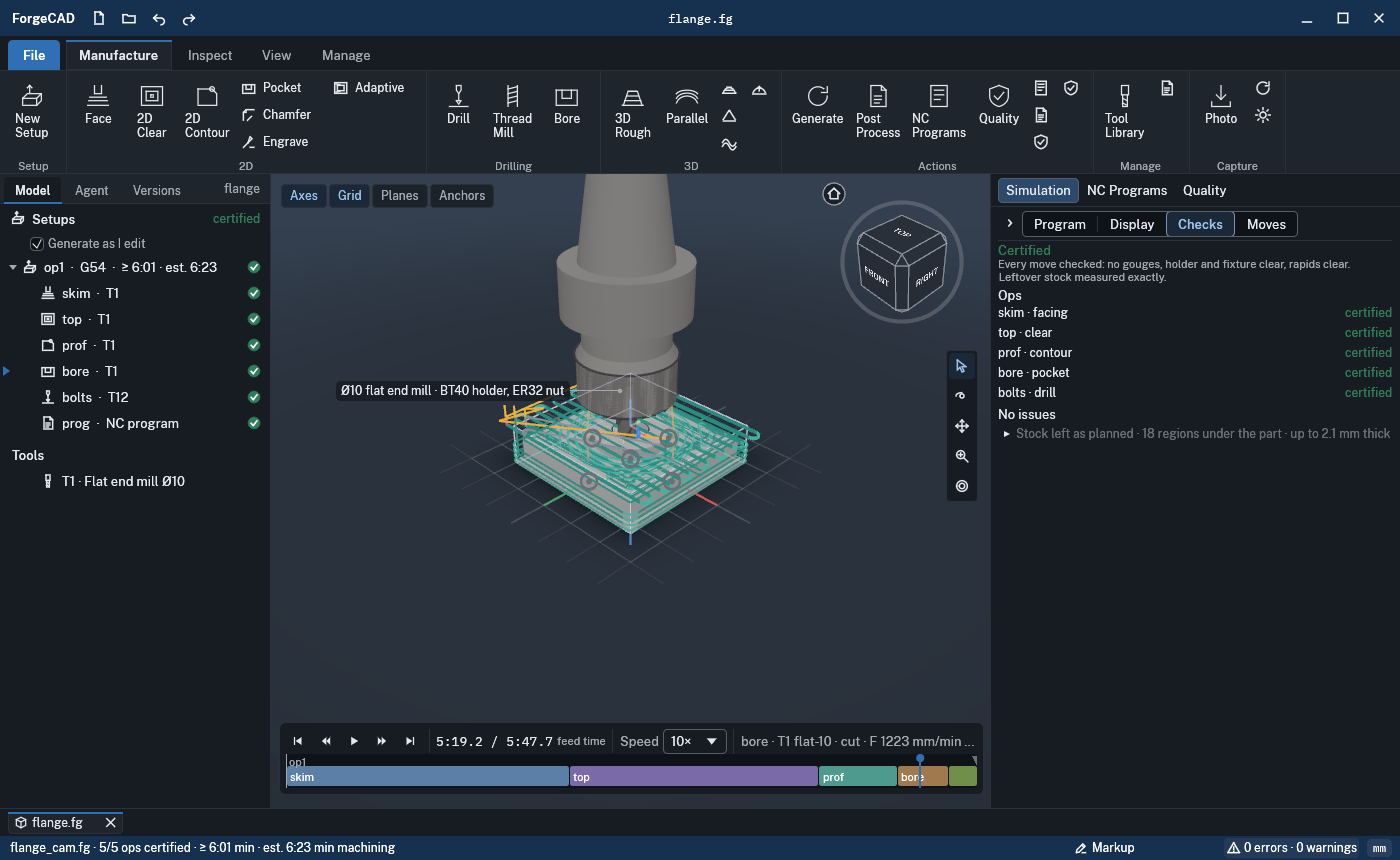 ForgeCAD
flange.fg
File
Manufacture
Inspect
View
Manage
New Setup
Setup
Face
2D Clear
2D Contour
Pocket
Chamfer
Engrave
Adaptive
2D
Drill
Thread Mill
Bore
Drilling
3D Rough
Parallel
3D
Generate
Post Process
NC Programs
Quality
Actions
Tool Library
Manage
Photo
Capture
Model
Agent
Versions
flange
Setups
certified
Generate as I edit
op1 · G54 · ≥ 6:01 · est. 6:23
skim · T1
top · T1
prof · T1
bore · T1
bolts · T12
prog · NC program
Tools
T1 · Flat end mill Ø10
Axes
Grid
Planes
Anchors
TOP
FRONT
RIGHT
Ø10 flat end mill · BT40 holder, ER32 nut
5:19.2 / 5:47.7 feed time
Speed
10×
bore · T1 flat-10 · cut · F 1223 mm/min ...
op1
skim
top
prof
bore
Simulation
NC Programs
Quality
Program
Display
Checks
Moves
Certified
Every move checked: no gouges, holder and fixture clear, rapids clear.
Leftover stock measured exactly.
Ops
skim · facing certified
top · clear certified
prof · contour certified
bore · pocket certified
bolts · drill certified
No issues
Stock left as planned · 18 regions under the part · up to 2.1 mm thick
flange.fg
flange_cam.fg · 5/5 ops certified · ≥ 6:01 min · est. 6:23 min machining
Markup
0 errors · 0 warnings
mm